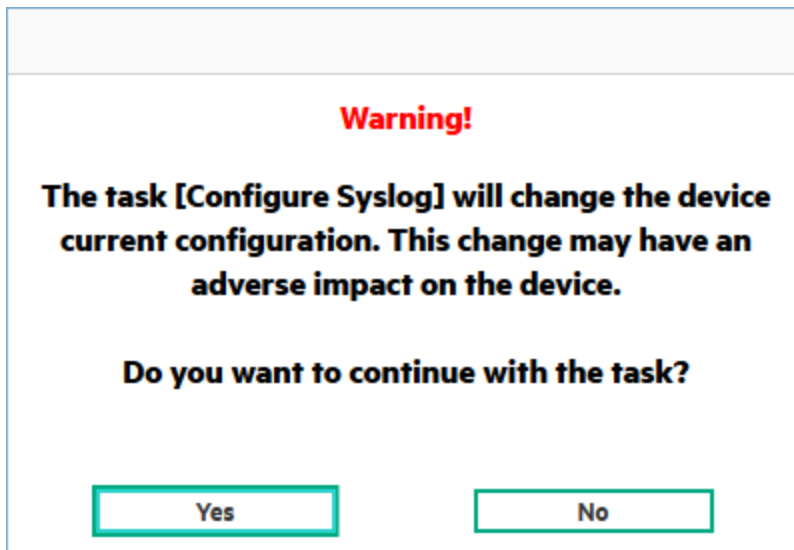 Warning!
The task [Configure Syslog] will change the device
current configuration. This change may have an
adverse impact on the device.
Do you want to continue with the task?
Yes
No